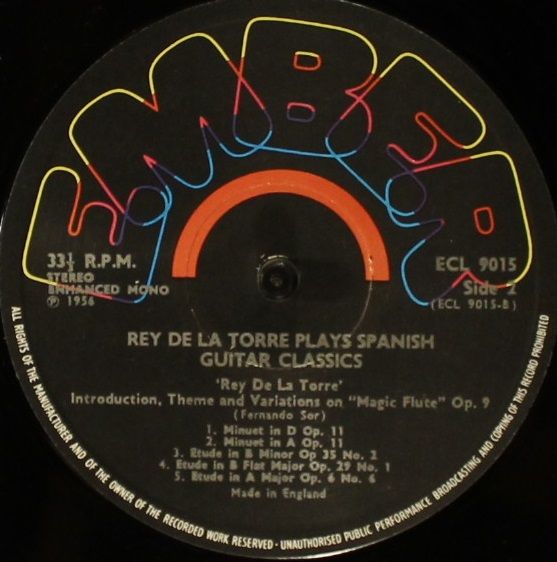 EMBER
33⅓ R.P.M.
STEREO
ENHANCED MONO
℗ 1956
ECL 9015
Side 2
(ECL 9015-B)
REY DE LA TORRE PLAYS SPANISH
GUITAR CLASSICS
'Rey De La Torre'
Introduction, Theme and Variations on "Magic Flute" Op. 9
(Fernando Sor)
1. Minuet in D Op. 11
2. Minuet in A Op. 11
3. Etude in B Minor Op 35 No. 2
4. Etude in B Flat Major Op. 29 No. 1
5. Etude in A Major Op. 6 No. 6
Made in England
ALL RIGHTS OF THE MANUFACTURER AND OF THE OWNER OF THE RECORDED WORK RESERVED - UNAUTHORISED PUBLIC PERFORMANCE BROADCASTING AND COPYING OF THIS RECORD PROHIBITED